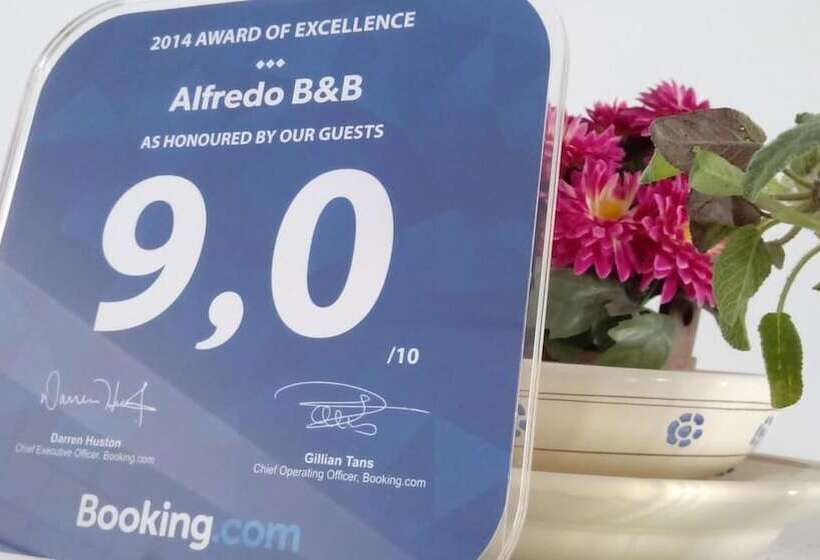 2014 AWARD OF EXCELLENCE
Alfredo B&B
AS HONOURED BY OUR GUESTS
9,0
/10
Darren Huston
Chief Executive Officer, Booking.com
Gillian Tans
Chief Operating Officer, Booking.com
Booking.com